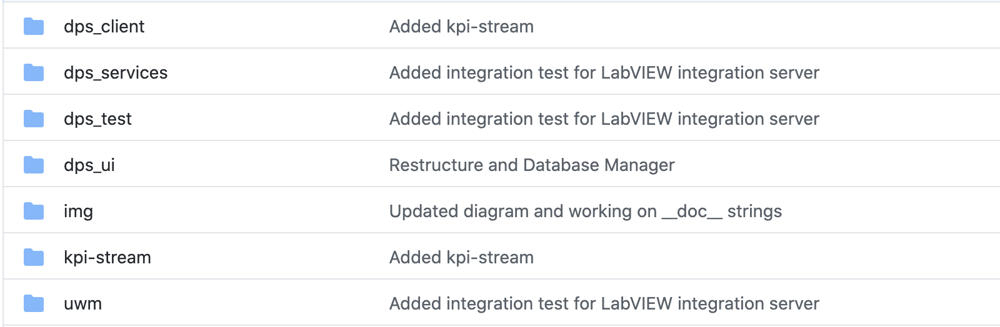 dps_client Added kpi-stream
dps_services Added integration test for LabVIEW integration server
dps_test Added integration test for LabVIEW integration server
dps_ui Restructure and Database Manager
img Updated diagram and working on __doc__ strings
kpi-stream Added kpi-stream
uwm Added integration test for LabVIEW integration server